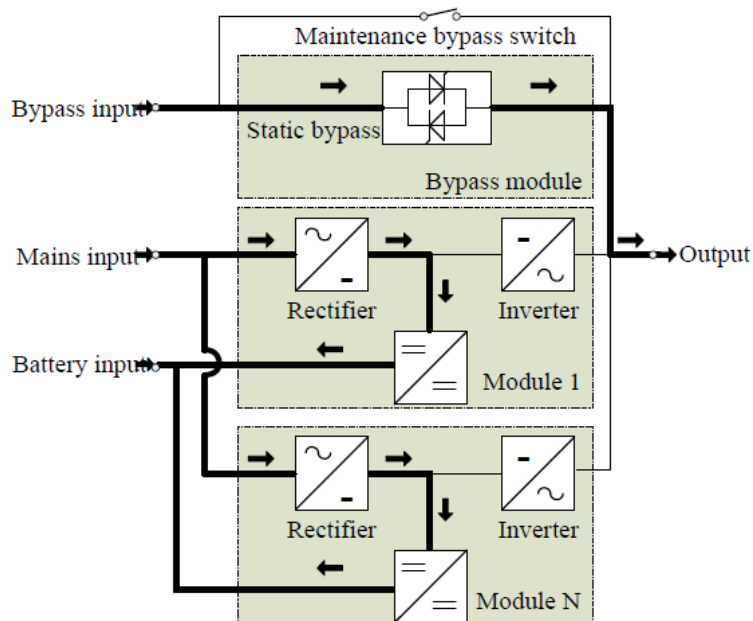 Maintenance bypass switch
Bypass input
Static bypass
Bypass module
Mains input
Output
Rectifier
Inverter
Battery input
Module 1
Rectifier
Inverter
Module N